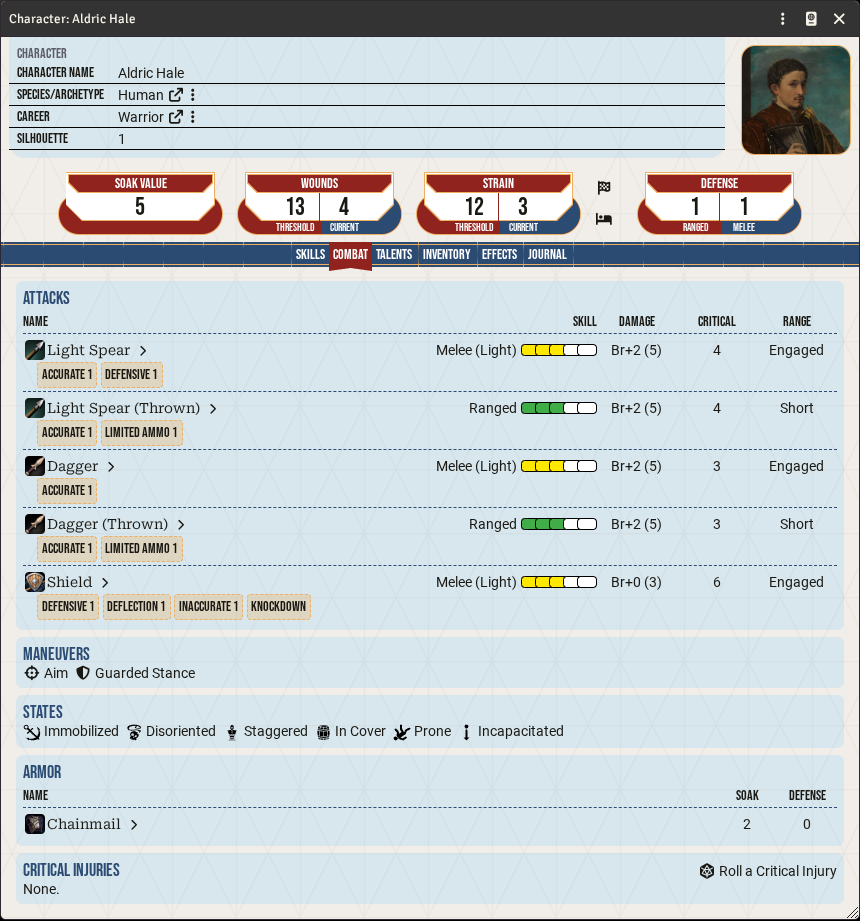 Character: Aldric Hale
CHARACTER
CHARACTER NAME Aldric Hale
SPECIES/ARCHETYPE Human
CAREER Warrior
SILHOUETTE 1
SOAK VALUE WOUNDS STRAIN DEFENSE
5 13 4 12 3 1 1
THRESHOLD CURRENT THRESHOLD CURRENT RANGED MELEE
SKILLS COMBAT TALENTS INVENTORY EFFECTS JOURNAL
ATTACKS
NAME SKILL DAMAGE CRITICAL RANGE
Light Spear Melee (Light) Br+2 (5) 4 Engaged
ACCURATE 1 DEFENSIVE 1
Light Spear (Thrown) Ranged Br+2 (5) 4 Short
ACCURATE 1 LIMITED AMMO 1
Dagger Melee (Light) Br+2 (5) 3 Engaged
ACCURATE 1
Dagger (Thrown) Ranged Br+2 (5) 3 Short
ACCURATE 1 LIMITED AMMO 1
Shield Melee (Light) Br+0 (3) 6 Engaged
DEFENSIVE 1 DEFLECTION 1 INACCURATE 1 KNOCKDOWN
MANEUVERS
Aim Guarded Stance
STATES
Immobilized Disoriented Staggered In Cover Prone Incapacitated
ARMOR
NAME SOAK DEFENSE
Chainmail 2 0
CRITICAL INJURIES Roll a Critical Injury
None.